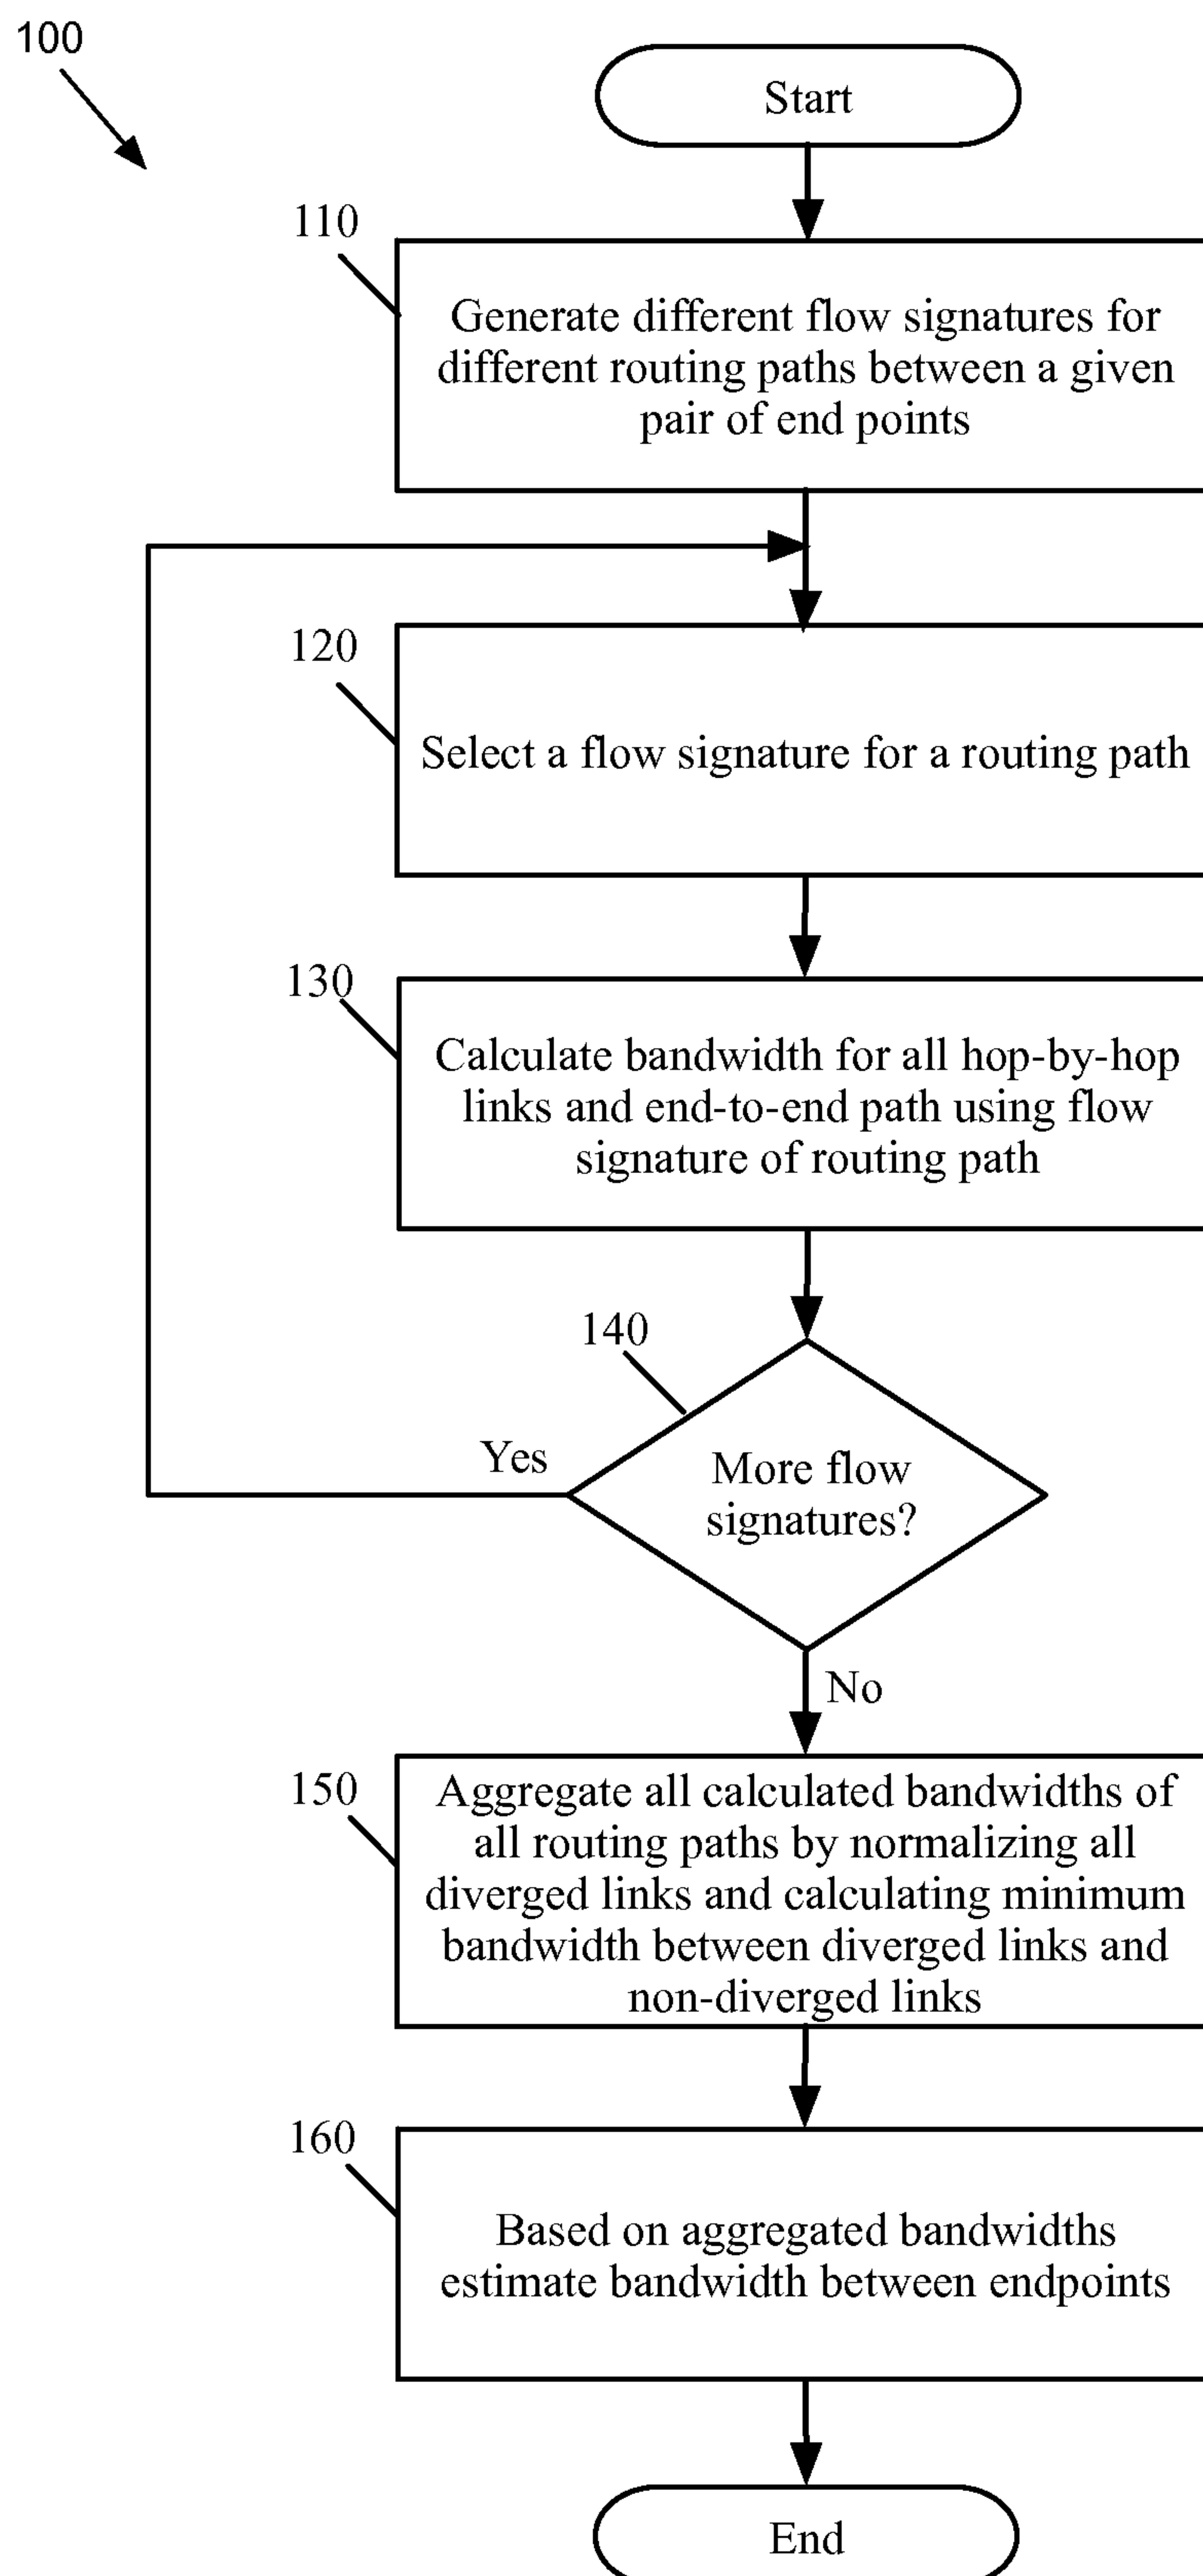 100
Start
110
Generate different flow signatures for
different routing paths between a given
pair of end points
120
Select a flow signature for a routing path
130
Calculate bandwidth for all hop-by-hop
links and end-to-end path using flow
signature of routing path
140
Yes
More flow
signatures?
No
150
Aggregate all calculated bandwidths of
all routing paths by normalizing all
diverged links and calculating minimum
bandwidth between diverged links and
non-diverged links
160
Based on aggregated bandwidths
estimate bandwidth between endpoints
End